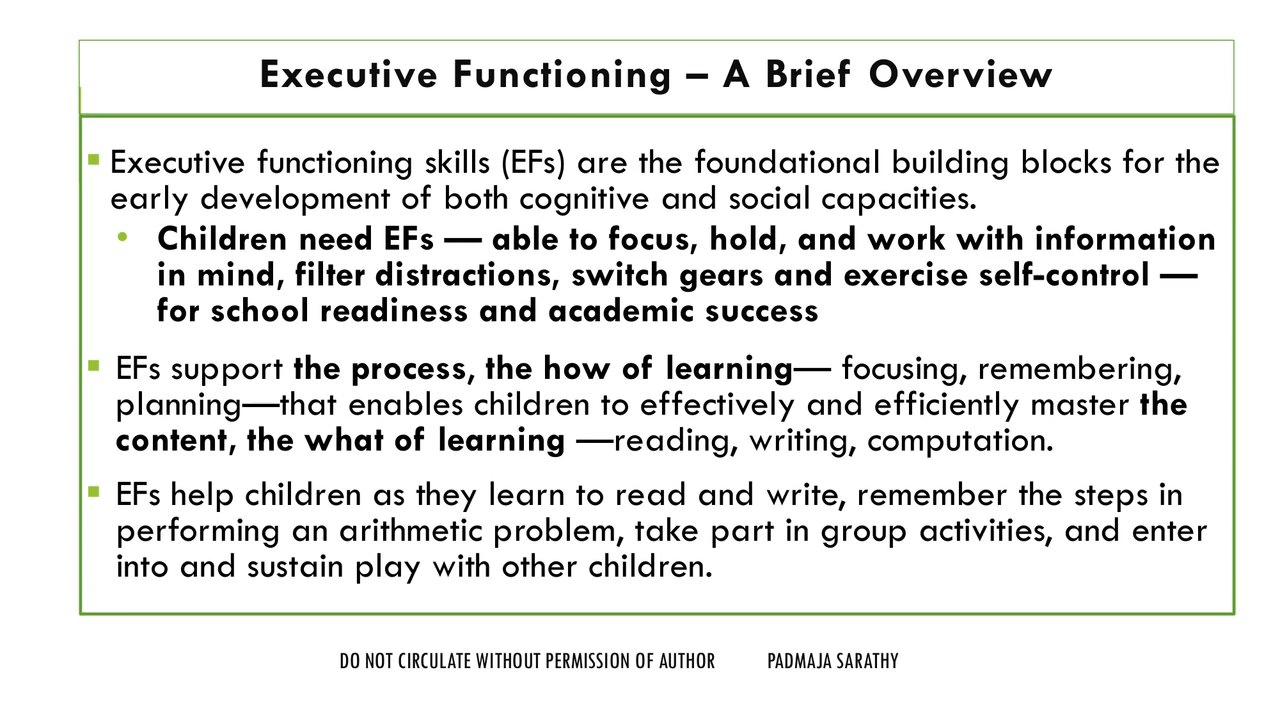 Executive Functioning – A Brief Overview
▪ Executive functioning skills (EFs) are the foundational building blocks for the
early development of both cognitive and social capacities.
• Children need EFs — able to focus, hold, and work with information
in mind, filter distractions, switch gears and exercise self-control —
for school readiness and academic success
▪ EFs support the process, the how of learning— focusing, remembering,
planning—that enables children to effectively and efficiently master the
content, the what of learning —reading, writing, computation.
▪ EFs help children as they learn to read and write, remember the steps in
performing an arithmetic problem, take part in group activities, and enter
into and sustain play with other children.
DO NOT CIRCULATE WITHOUT PERMISSION OF AUTHOR PADMAJA SARATHY